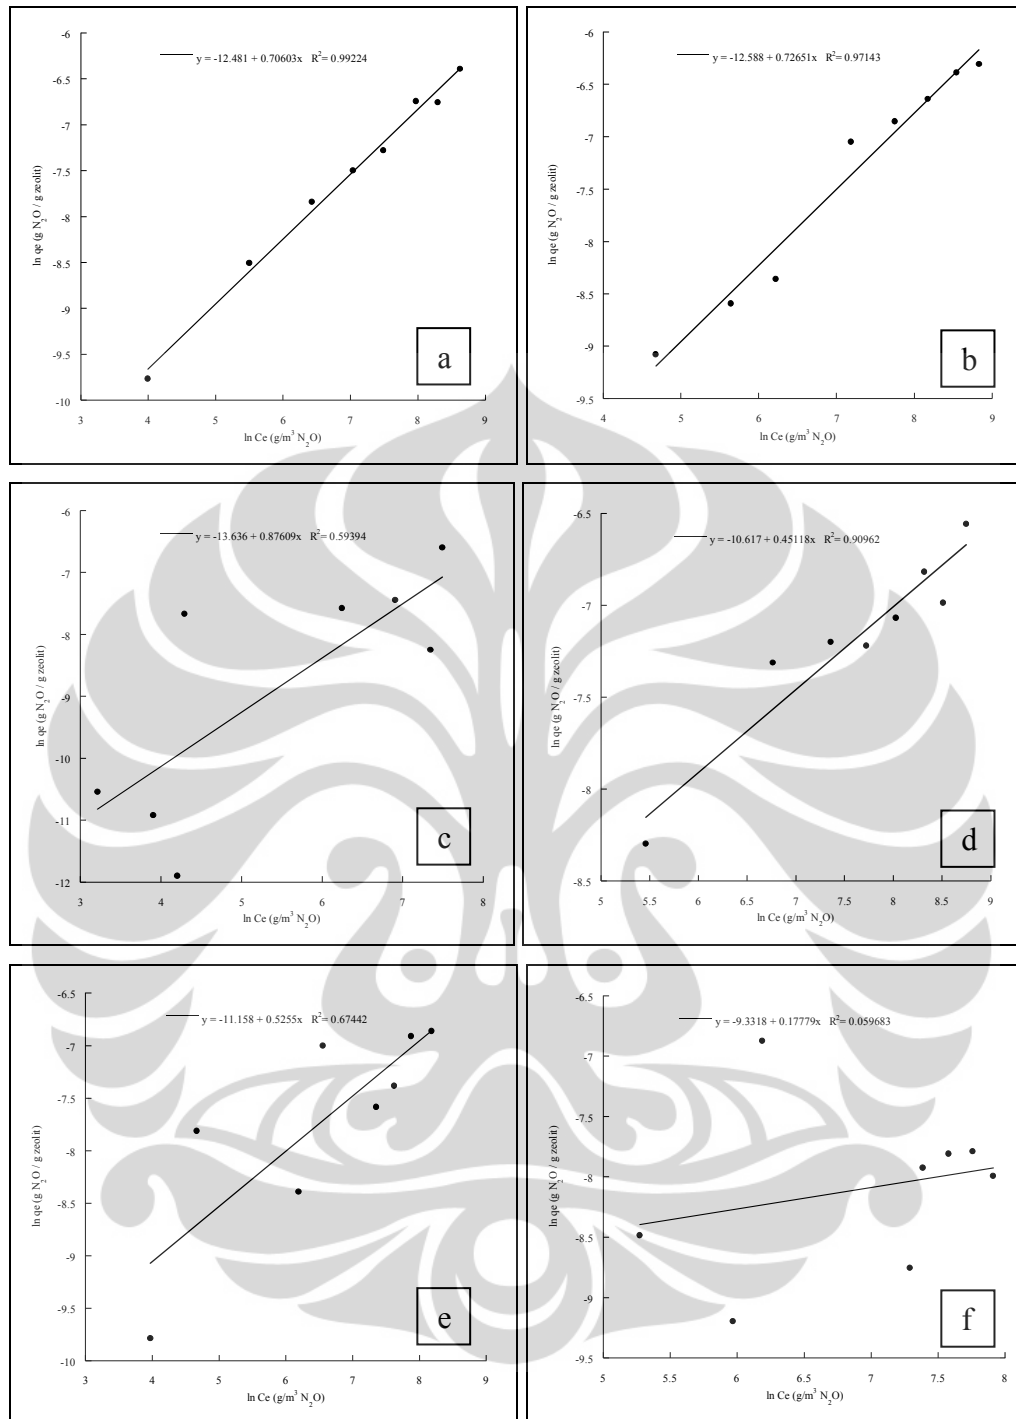 y = -12.481 + 0.70603x R²= 0.99224
-6
-6.5
-7
-7.5
-8
-8.5
-9
-9.5
-10
ln qe (g N₂O / g zeolit)
3 4 5 6 7 8 9
ln Ce (g/m³ N₂O)
a
y = -12.588 + 0.72651x R²= 0.97143
-6
-6.5
-7
-7.5
-8
-8.5
-9
-9.5
ln qe (g N₂O / g zeolit)
4 5 6 7 8 9
ln Ce (g/m³ N₂O)
b
y = -13.636 + 0.87609x R²= 0.59394
-6
-7
-8
-9
-10
-11
-12
ln qe (g N₂O / g zeolit)
3 4 5 6 7 8
ln Ce (g/m³ N₂O)
c
y = -10.617 + 0.45118x R²= 0.90962
-6.5
-7
-7.5
-8
-8.5
ln qe (g N₂O / g zeolit)
5 5.5 6 6.5 7 7.5 8 8.5 9
ln Ce (g/m³ N₂O)
d
y = -11.158 + 0.5255x R²= 0.67442
-6.5
-7
-7.5
-8
-8.5
-9
-9.5
-10
ln qe (g N₂O / g zeolit)
3 4 5 6 7 8 9
ln Ce (g/m³ N₂O)
e
y = -9.3318 + 0.17779x R²= 0.059683
-6.5
-7
-7.5
-8
-8.5
-9
-9.5
ln qe (g N₂O / g zeolit)
5 5.5 6 6.5 7 7.5 8
ln Ce (g/m³ N₂O)
f